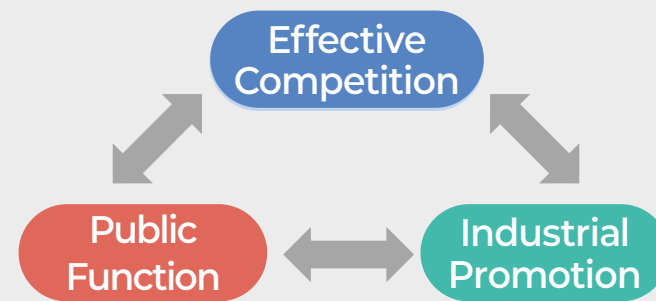 Effective
Competition
Public
Function
Industrial
Promotion